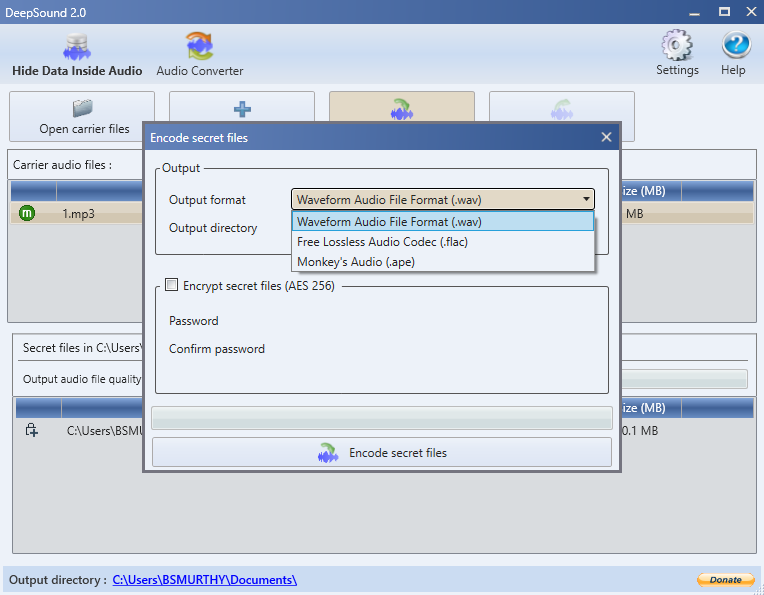 DeepSound 2.0
Hide Data Inside Audio
Audio Converter
Settings
Help
Open carrier files
Encode secret files
Carrier audio files :
ize (MB)
m
1.mp3
MB
Output
Output format
Waveform Audio File Format (.wav)
Waveform Audio File Format (.wav)
Output directory
Free Lossless Audio Codec (.flac)
Monkey's Audio (.ape)
Encrypt secret files (AES 256)
Password
Confirm password
Secret files in C:\Users\
Output audio file quality
ize (MB)
C:\Users\BSMU
0.1 MB
Encode secret files
Output directory : C:\Users\BSMURTHY\Documents\
Donate